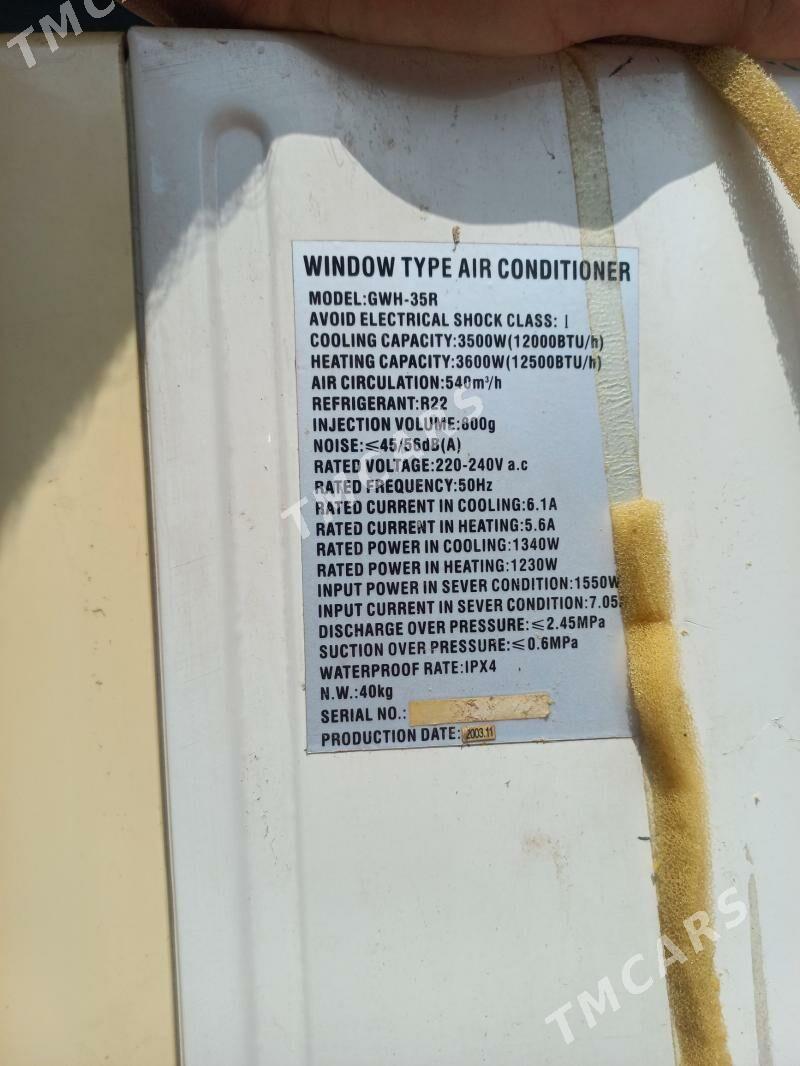 TMCARS
WINDOW TYPE AIR CONDITIONER
MODEL:GWH-35R
AVOID ELECTRICAL SHOCK CLASS: I
COOLING CAPACITY:3500W(12000BTU/h)
HEATING CAPACITY:3600W(12500BTU/h)
AIR CIRCULATION:540m³/h
REFRIGERANT:R22
INJECTION VOLUME:800g
NOISE:≤45/56dB(A)
RATED VOLTAGE:220-240V a.c
RATED FREQUENCY:50Hz
RATED CURRENT IN COOLING:6.1A
RATED CURRENT IN HEATING:5.6A
RATED POWER IN COOLING:1340W
RATED POWER IN HEATING:1230W
INPUT POWER IN SEVER CONDITION:1550W
INPUT CURRENT IN SEVER CONDITION:7.05
DISCHARGE OVER PRESSURE:≤2.45MPa
SUCTION OVER PRESSURE:≤0.6MPa
WATERPROOF RATE:IPX4
N.W.:40kg
SERIAL NO.:
PRODUCTION DATE:2003.11
TMCARS
TMCARS